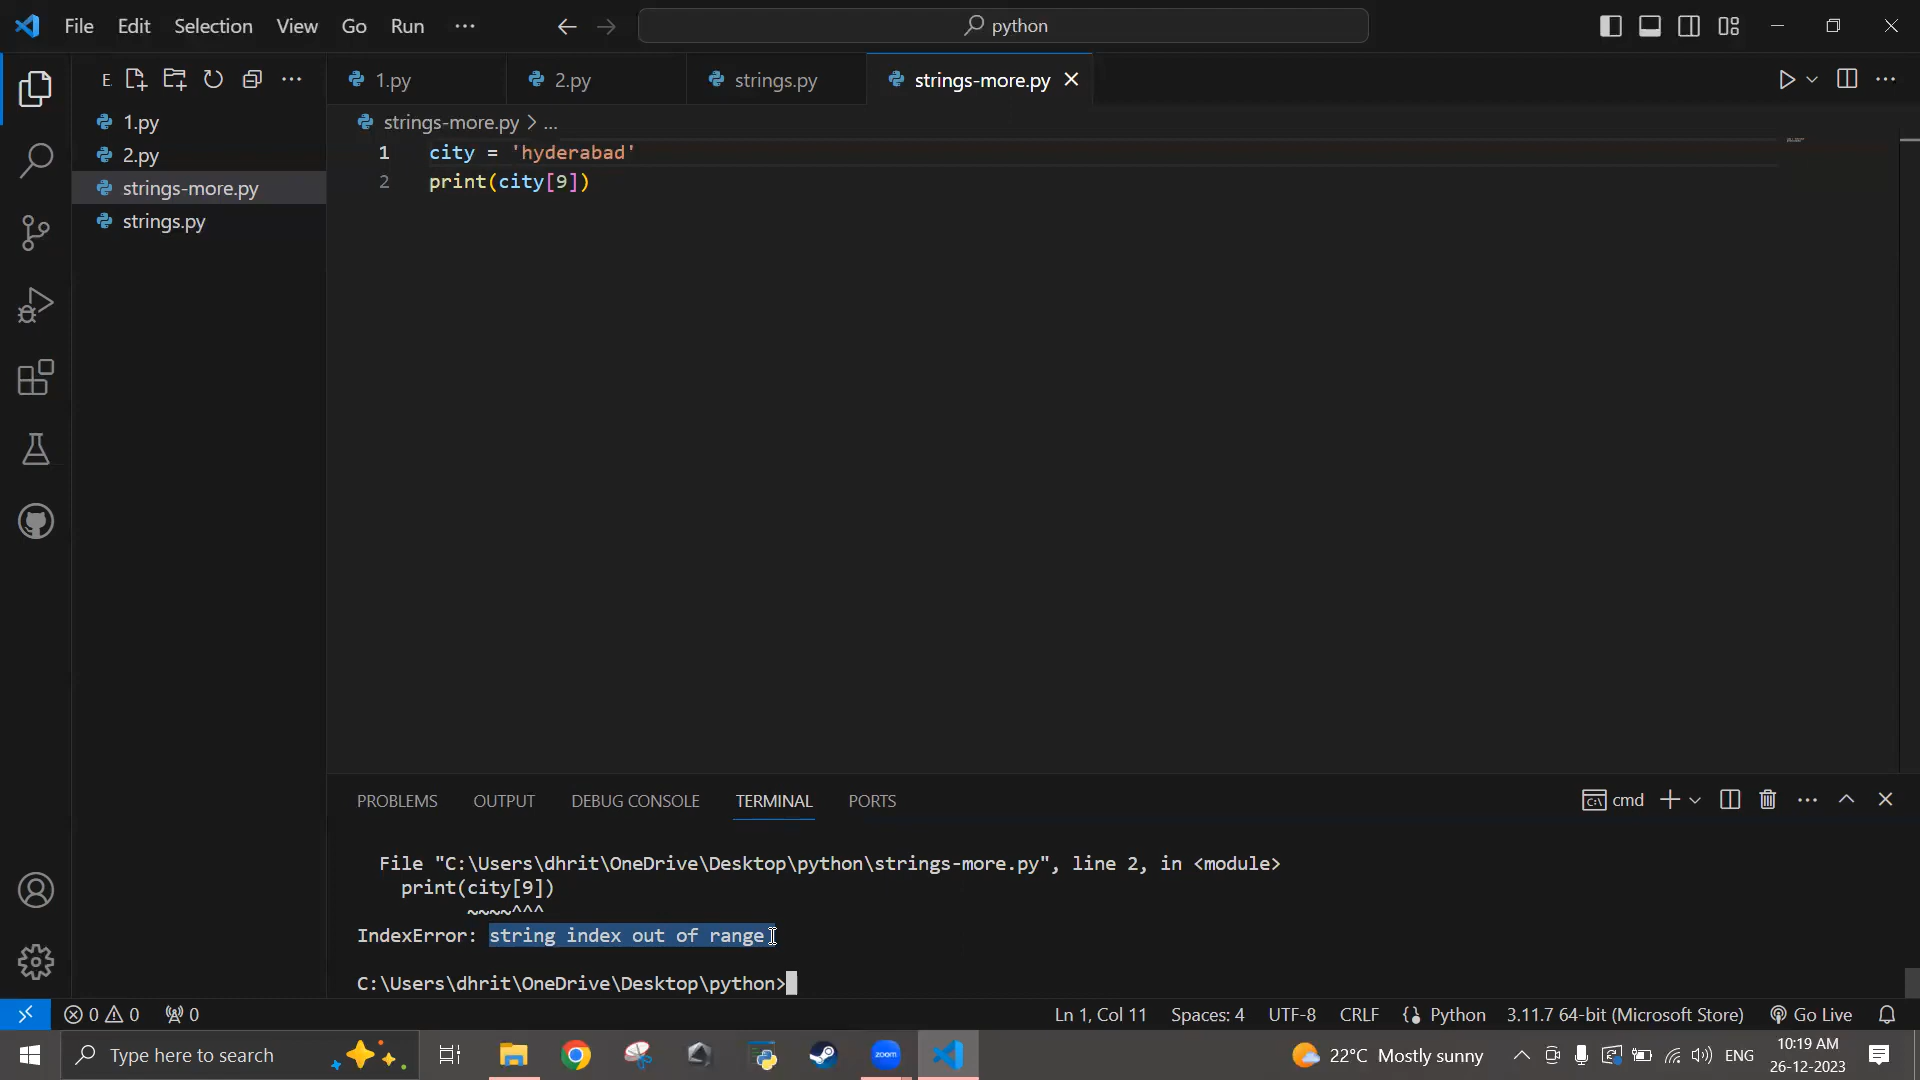 File Edit Selection View Go Run ... python
E
1.py
2.py
strings-more.py
strings.py
1.py 2.py strings.py strings-more.py
strings-more.py > ...
1 city = 'hyderabad'
2 print(city[9])
PROBLEMS OUTPUT DEBUG CONSOLE TERMINAL PORTS cmd
File "C:\Users\dhrit\OneDrive\Desktop\python\strings-more.py", line 2, in <module>
print(city[9])
~~~~^^^
IndexError: string index out of range
C:\Users\dhrit\OneDrive\Desktop\python>
0 0 0 Ln 1, Col 11 Spaces: 4 UTF-8 CRLF Python 3.11.7 64-bit (Microsoft Store) Go Live
Type here to search zoom 22°C Mostly sunny ENG 10:19 AM
26-12-2023